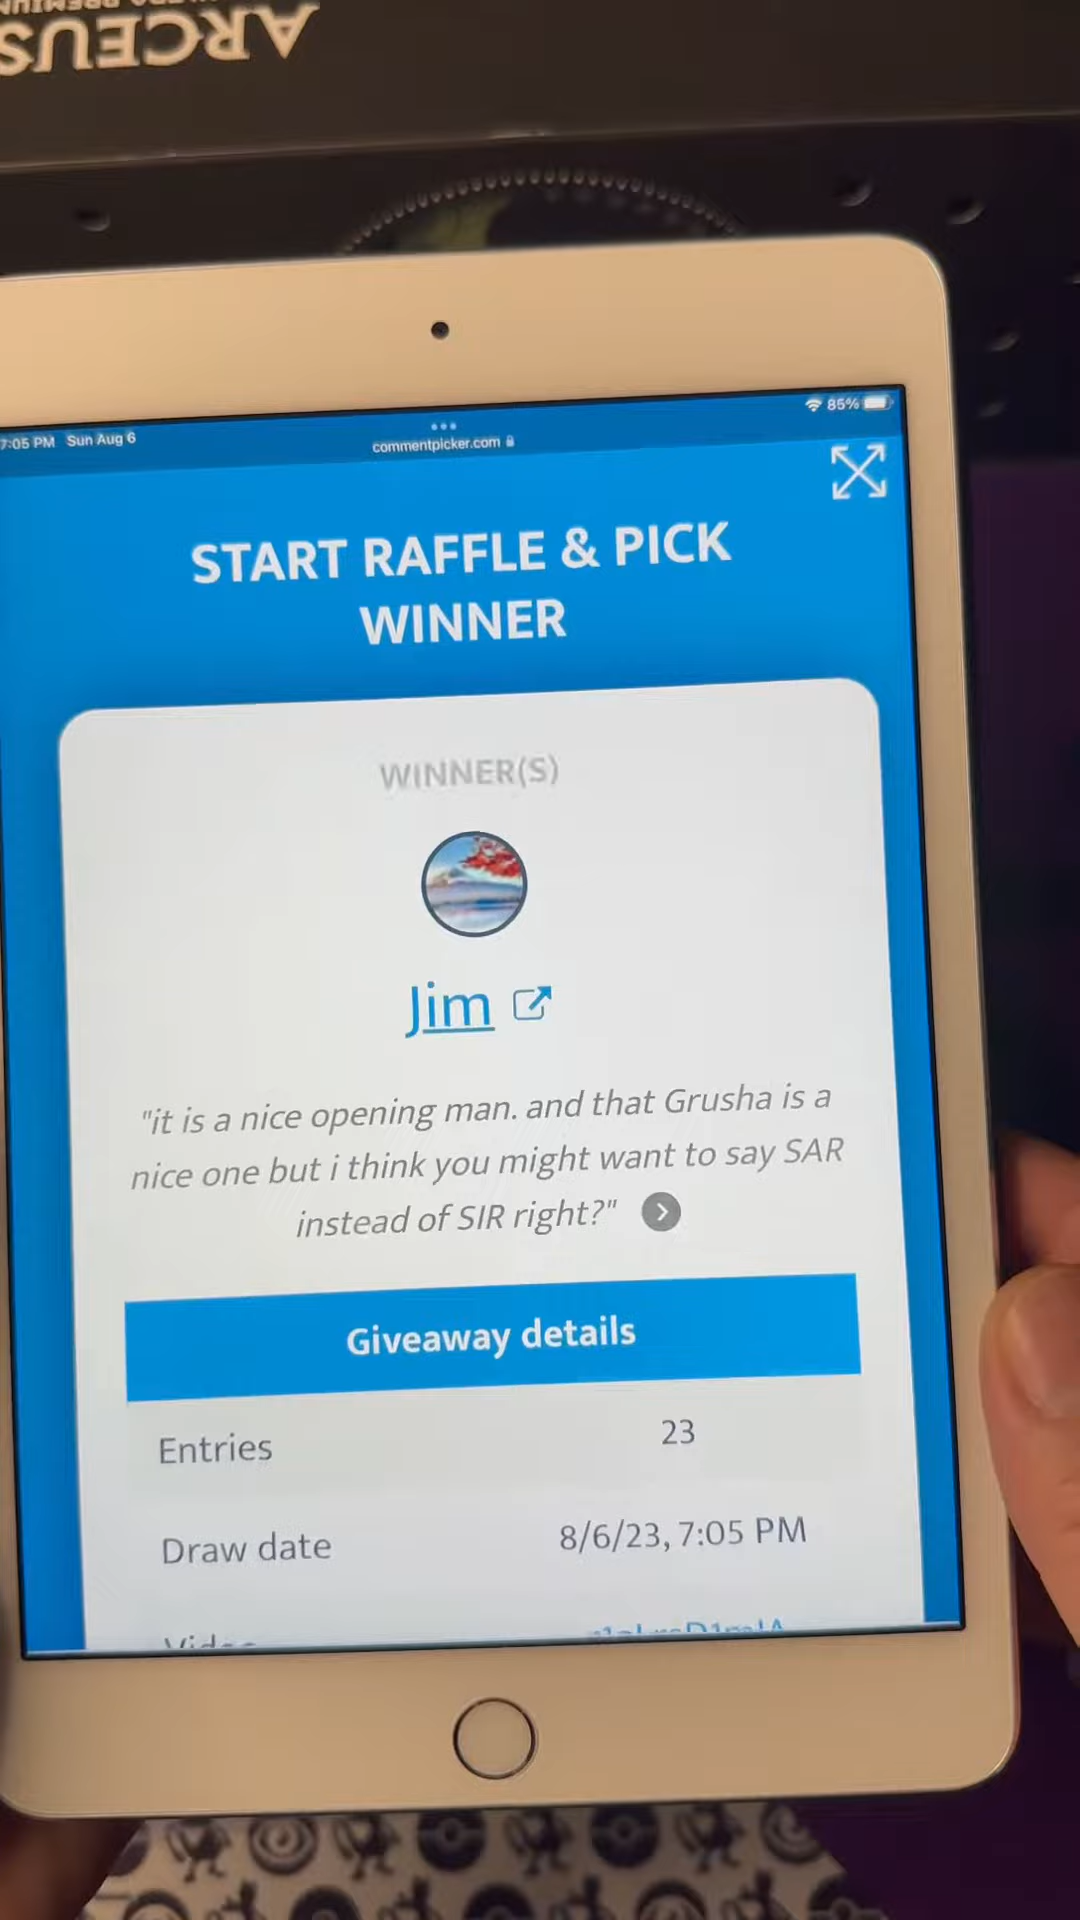 ARCEUS
7:05 PM Sun Aug 6
commentpicker.com
85%
START RAFFLE & PICK
WINNER
WINNER(S)
Jim
"it is a nice opening man. and that Grusha is a
nice one but i think you might want to say SAR
instead of SIR right?"
Giveaway details
Entries 23
Draw date 8/6/23, 7:05 PM